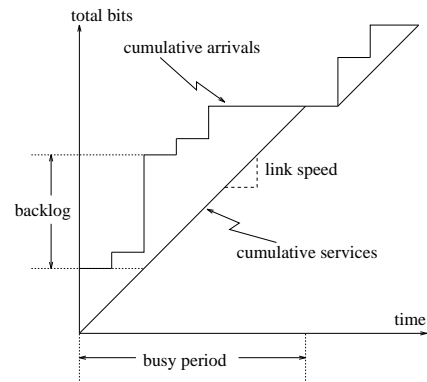 total bits
cumulative arrivals
link speed
backlog
cumulative services
time
busy period